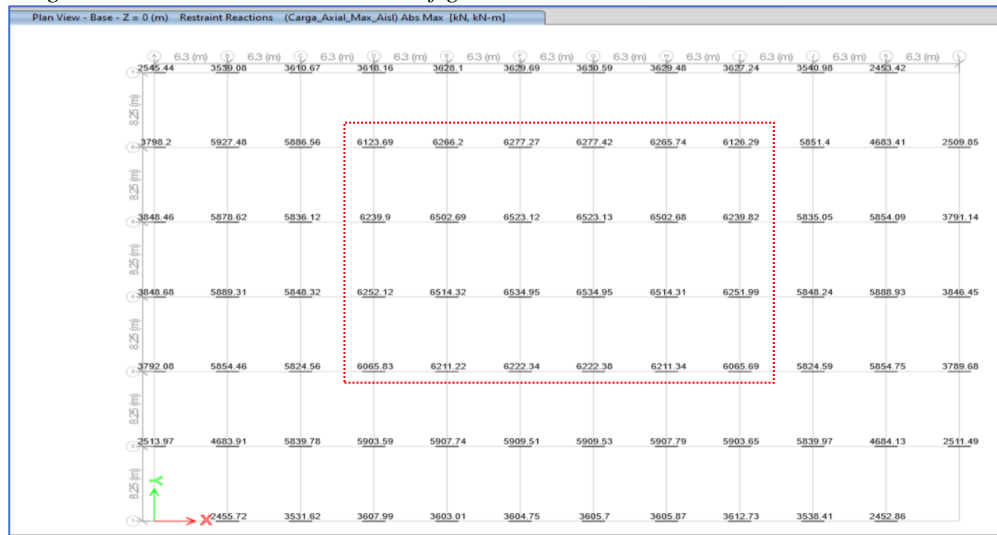 Plan View - Base - Z = 0 (m) Restraint Reactions (Carga_Axial_Max_Aisl) Abs Max [kN, kN-m]
6.3 (m) 6.3 (m) 6.3 (m) 6.3 (m) 6.3 (m) 6.3 (m) 6.3 (m) 6.3 (m) 6.3 (m) 6.3 (m) 6.3 (m)
2545.44 3539.08 3610.67 3618.16 3628.1 3629.69 3630.59 3629.48 3627.24 3540.98 2453.42
8.25 (m)
3798.2 5927.48 5886.56 6123.69 6266.2 6277.27 6277.42 6265.74 6126.29 5851.4 4683.41 2509.85
8.25 (m)
3848.46 5878.62 5836.12 6239.9 6502.69 6523.12 6523.13 6502.68 6239.82 5835.05 5854.09 3791.14
8.25 (m)
3848.68 5889.31 5848.32 6252.12 6514.32 6534.95 6534.95 6514.31 6251.99 5848.24 5888.93 3846.45
8.25 (m)
3792.08 5854.46 5824.56 6065.83 6211.22 6222.34 6222.38 6211.34 6065.69 5824.59 5854.75 3789.68
8.25 (m)
2513.97 4683.91 5839.78 5903.59 5907.74 5909.51 5909.53 5907.79 5903.65 5839.97 4684.13 2511.49
8.25 (m)
Y
1 X 2455.72 3531.62 3607.99 3603.01 3604.75 3605.7 3605.87 3612.73 3538.41 2452.86